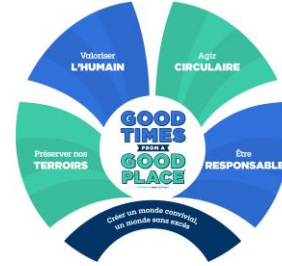 Valoriser
L'HUMAIN
Agir
CIRCULAIRE
Préserver nos
TERROIRS
GOOD
TIMES
FROM A
GOOD
PLACE
Être
RESPONSABLE
Créer un monde convivial,
un monde sans excès